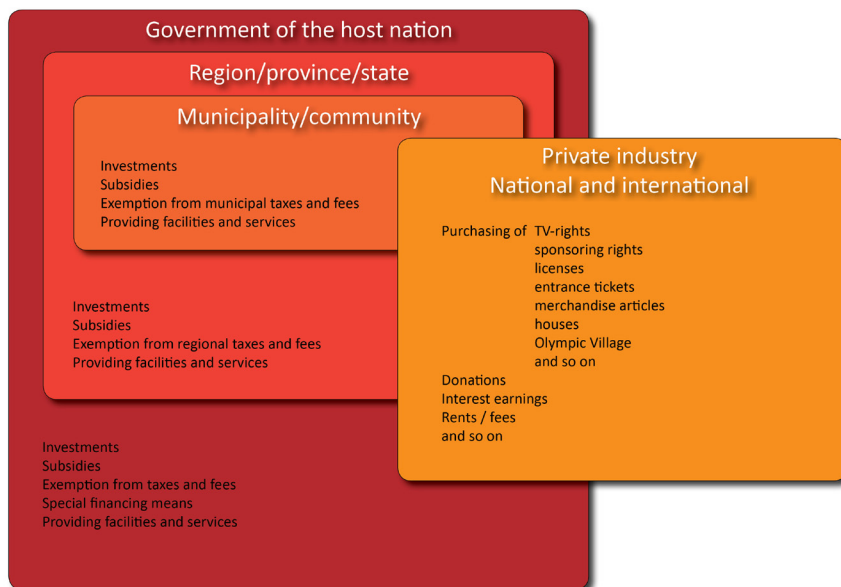 Government of the host nation
Region/province/state
Municipality/community
Investments
Subsidies
Exemption from municipal taxes and fees
Providing facilities and services
Investments
Subsidies
Exemption from regional taxes and fees
Providing facilities and services
Investments
Subsidies
Exemption from taxes and fees
Special financing means
Providing facilities and services
Private industry
National and international
Purchasing of TV-rights
sponsoring rights
licenses
entrance tickets
merchandise articles
houses
Olympic Village
and so on
Donations
Interest earnings
Rents / fees
and so on